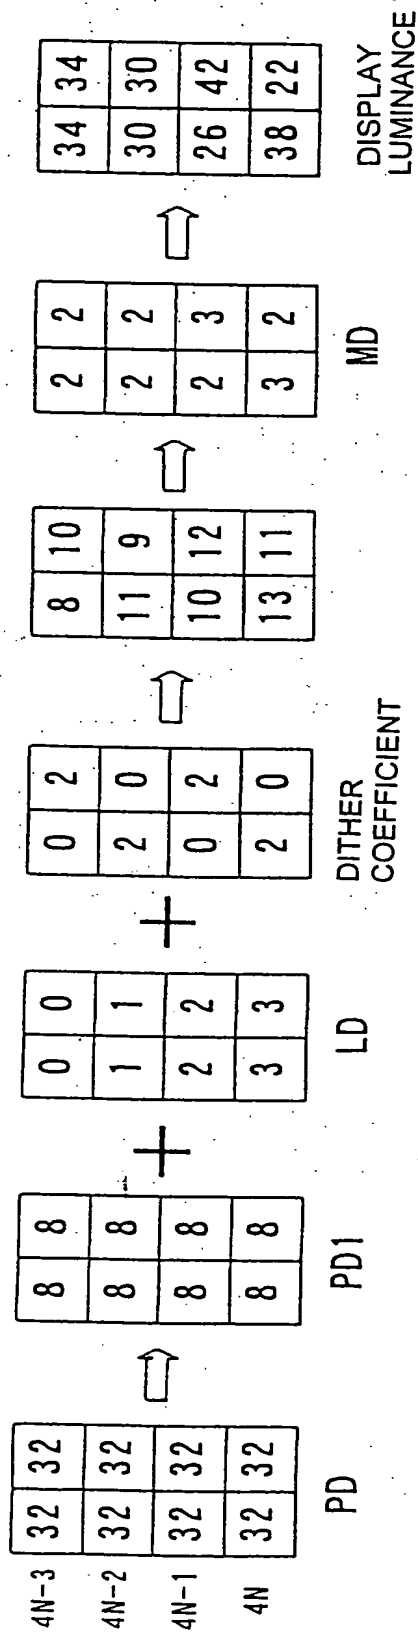 4N-3 32 32 8 8 0 0 0 2 8 10 2 2 34 34
4N-2 32 32 8 8 1 1 2 0 11 9 2 2 30 30
+ +
4N-1 32 32 8 8 2 2 0 2 10 12 2 3 26 42
4N 32 32 8 8 3 3 2 0 13 11 3 2 38 22
PD PD1 LD DITHER COEFFICIENT MD DISPLAY LUMINANCE